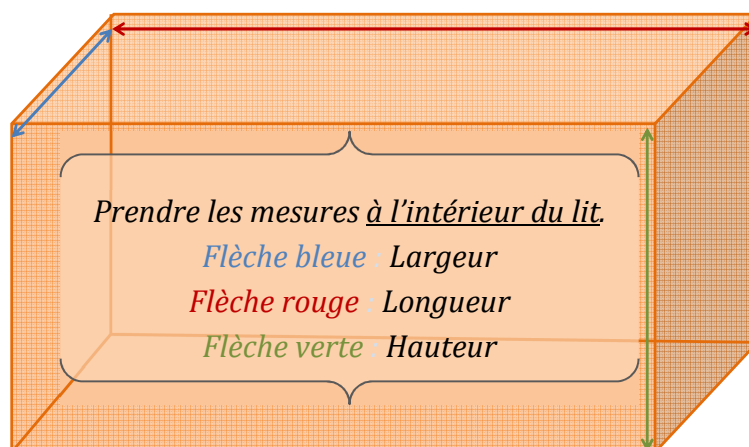 Prendre les mesures à l'intérieur du lit.
Flèche bleue : Largeur
Flèche rouge : Longueur
Flèche verte : Hauteur